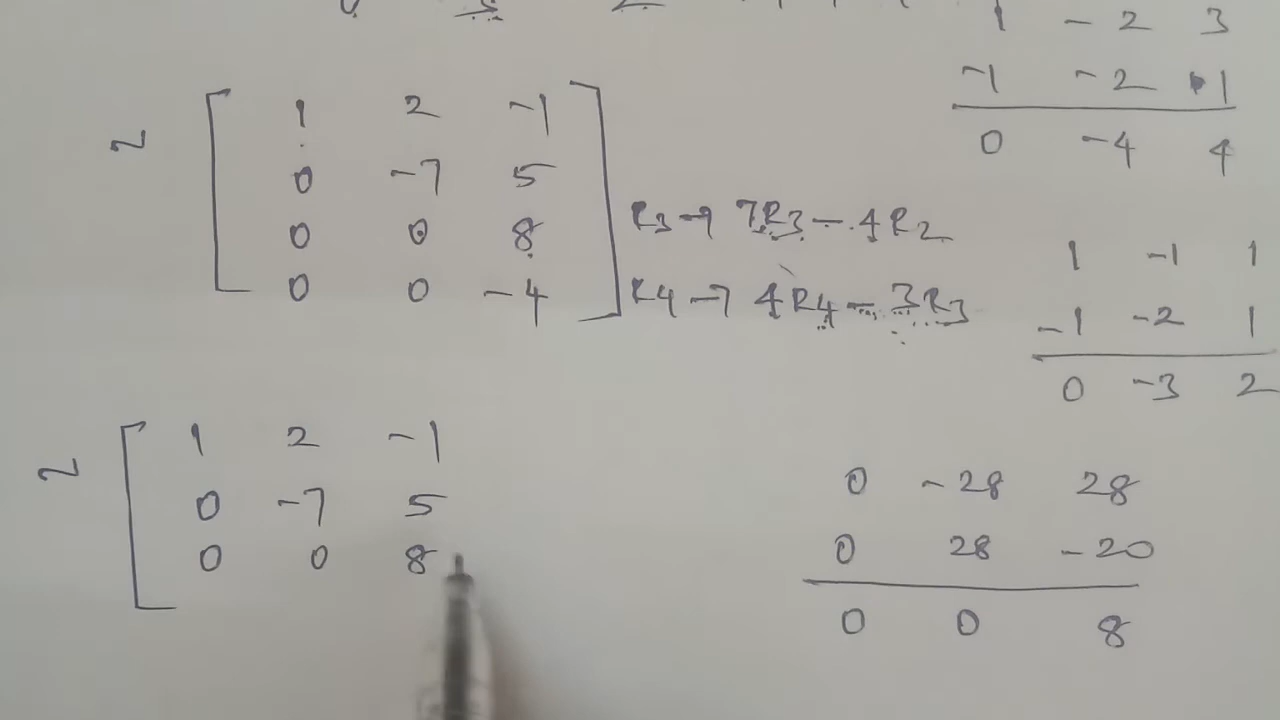 1 -2 3
-1 -2 1
0 -4 4
~ 1 2 -1
0 -7 5
0 0 8 R3→ 7R3 - 4R2
0 0 -4 R4→ 4R4 - 3R3
1 -1 1
-1 -2 1
0 -3 2
~ 1 2 -1
0 -7 5
0 0 8
0 -28 28
0 28 -20
0 0 8